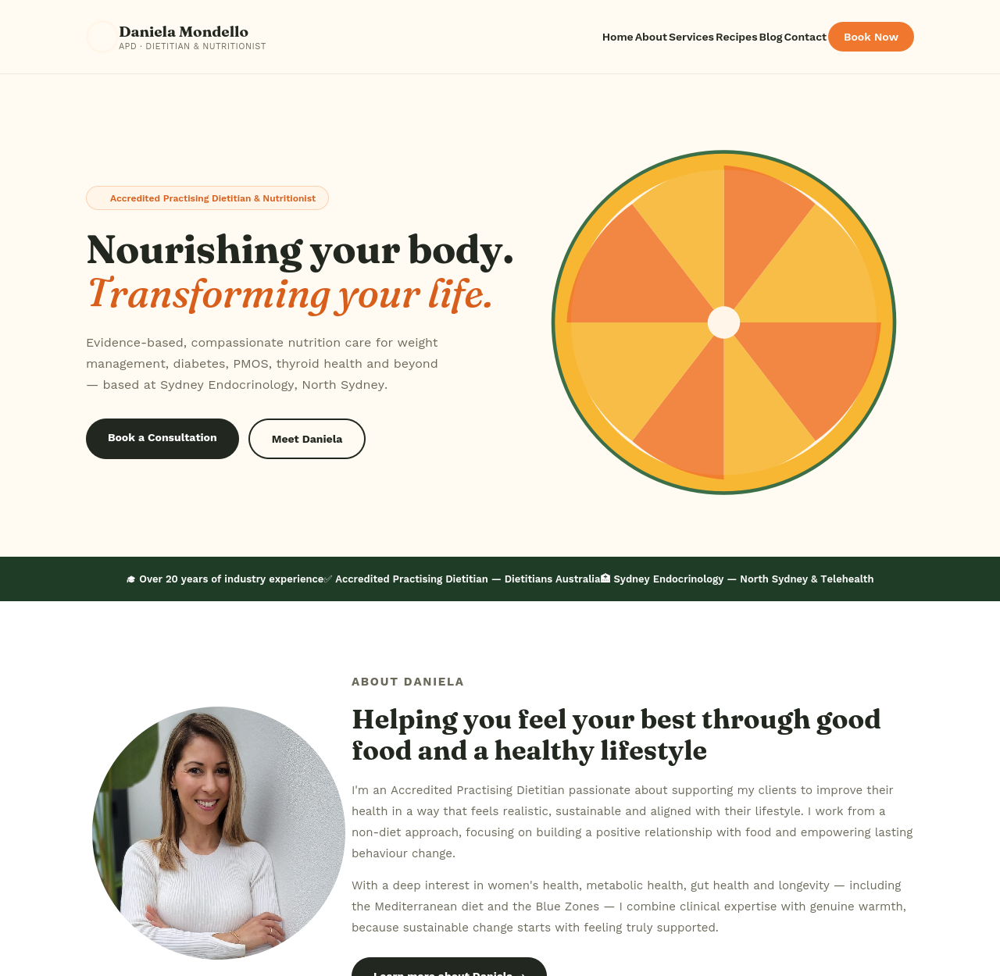 Daniela Mondello
APD · DIETITIAN & NUTRITIONIST
Home About Services Recipes Blog Contact Book Now
Accredited Practising Dietitian & Nutritionist
Nourishing your body.
Transforming your life.
Evidence-based, compassionate nutrition care for weight
management, diabetes, PMOS, thyroid health and beyond
— based at Sydney Endocrinology, North Sydney.
Book a Consultation
Meet Daniela
🎓 Over 20 years of industry experience✅ Accredited Practising Dietitian — Dietitians Australia🏥 Sydney Endocrinology — North Sydney & Telehealth
ABOUT DANIELA
Helping you feel your best through good
food and a healthy lifestyle
I'm an Accredited Practising Dietitian passionate about supporting my clients to improve their
health in a way that feels realistic, sustainable and aligned with their lifestyle. I work from a
non-diet approach, focusing on building a positive relationship with food and empowering lasting
behaviour change.
With a deep interest in women's health, metabolic health, gut health and longevity — including
the Mediterranean diet and the Blue Zones — I combine clinical expertise with genuine warmth,
because sustainable change starts with feeling truly supported.
Learn more about Daniela →